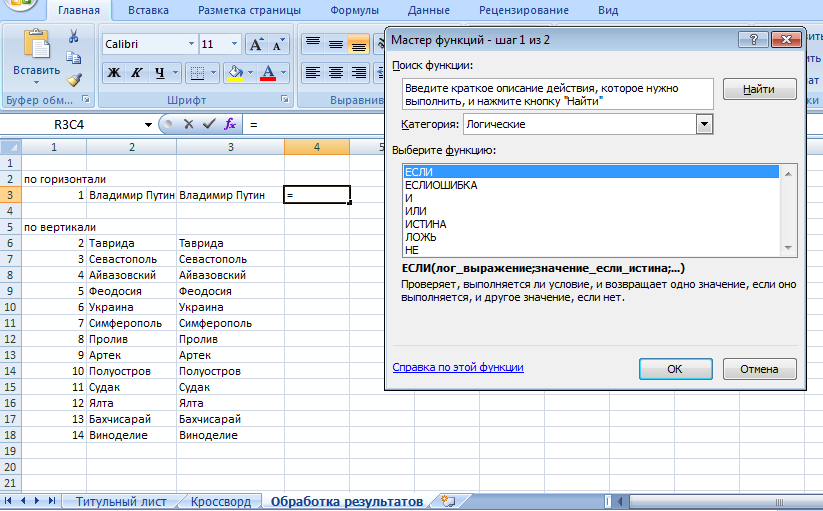 Главная Вставка Разметка страницы Формулы Данные Рецензирование Вид
Calibri 11
Вставить
Ж К Ч А
Буфер обм... Шрифт Выравнив
R3C4 fx =
1 2 3 4 5
1
2 по горизонтали
3 1 Владимир Путин Владимир Путин =
4
5 по вертикали
6 2 Таврида Таврида
7 3 Севастополь Севастополь
8 4 Айвазовский Айвазовский
9 5 Феодосия Феодосия
10 6 Украина Украина
11 7 Симферополь Симферополь
12 8 Пролив Пролив
13 9 Артек Артек
14 10 Полуостров Полуостров
15 11 Судак Судак
16 12 Ялта Ялта
17 13 Бахчисарай Бахчисарай
18 14 Виноделие Виноделие
19
20
21
Титульный лист Кроссворд Обработка результатов
Мастер функций - шаг 1 из 2
Поиск функции:
Введите краткое описание действия, которое нужно
выполнить, и нажмите кнопку "Найти"
Найти
Категория: Логические
Выберите функцию:
ЕСЛИ
ЕСЛИОШИБКА
И
ИЛИ
ИСТИНА
ЛОЖЬ
НЕ
ЕСЛИ(лог_выражение;значение_если_истина;...)
Проверяет, выполняется ли условие, и возвращает одно значение, если оно
выполняется, и другое значение, если нет.
Справка по этой функции
ОК Отмена